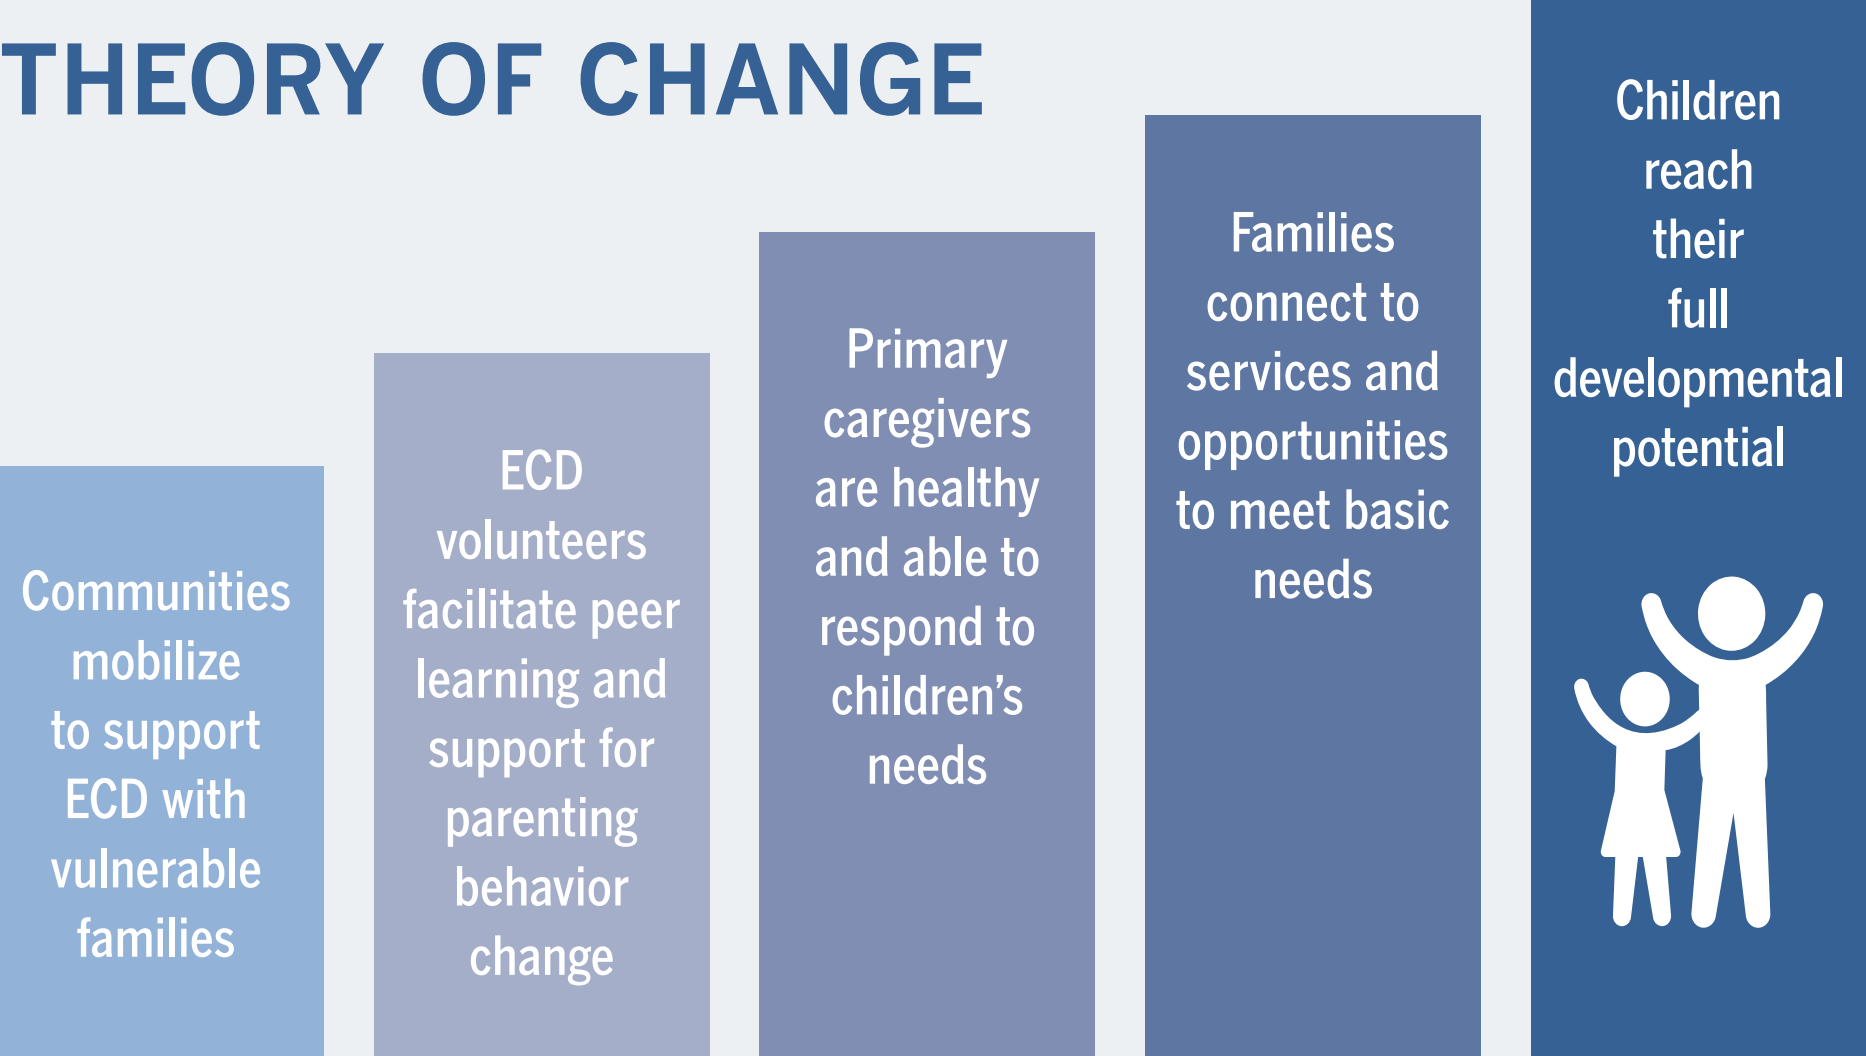 THEORY OF CHANGE
Communities
mobilize
to support
ECD with
vulnerable
families
ECD
volunteers
facilitate peer
learning and
support for
parenting
behavior
change
Primary
caregivers
are healthy
and able to
respond to
children’s
needs
Families
connect to
services and
opportunities
to meet basic
needs
Children
reach
their
full
developmental
potential